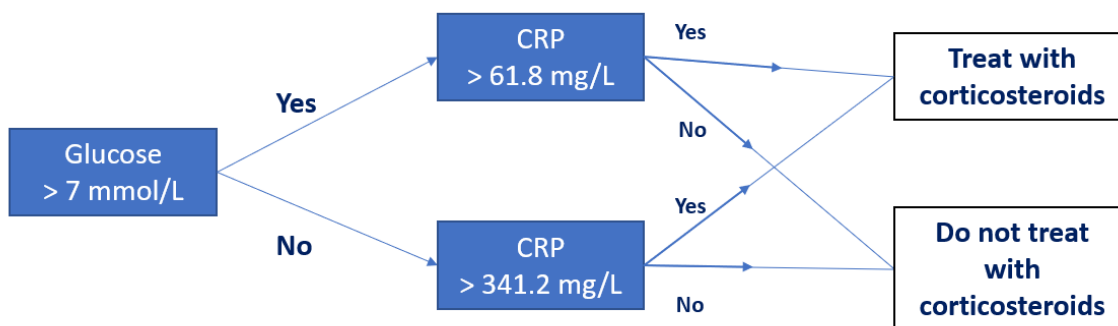 Glucose
> 7 mmol/L
Yes
No
CRP
> 61.8 mg/L
CRP
> 341.2 mg/L
Yes
No
Yes
No
Treat with
corticosteroids
Do not treat
with
corticosteroids